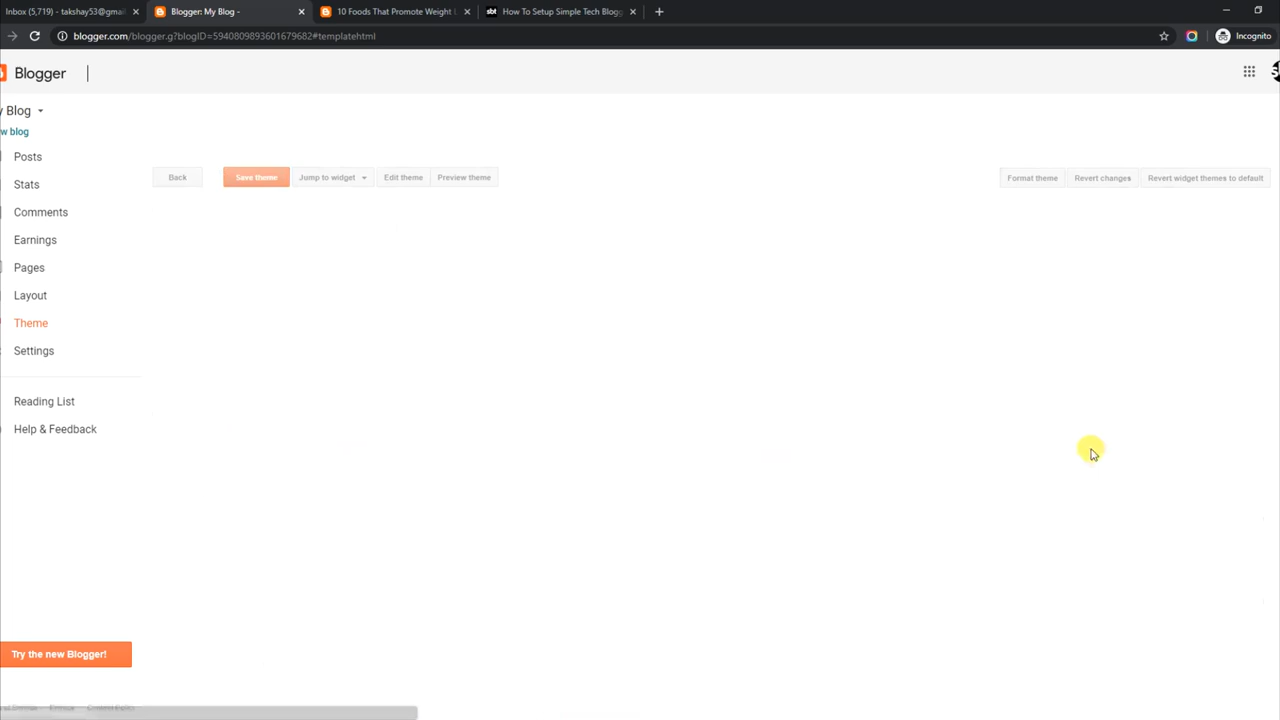 Inbox (5,719) - takshay53@gmail
Blogger: My Blog -
10 Foods That Promote Weight L
sbt How To Setup Simple Tech Blogg
blogger.com/blogger.g?blogID=5940809893601679682#templatehtml
Incognito
Blogger
y Blog
w blog
Posts
Stats
Comments
Earnings
Pages
Layout
Theme
Settings
Reading List
Help & Feedback
Back
Save theme
Jump to widget
Edit theme
Preview theme
Format theme
Revert changes
Revert widget themes to default
Try the new Blogger!